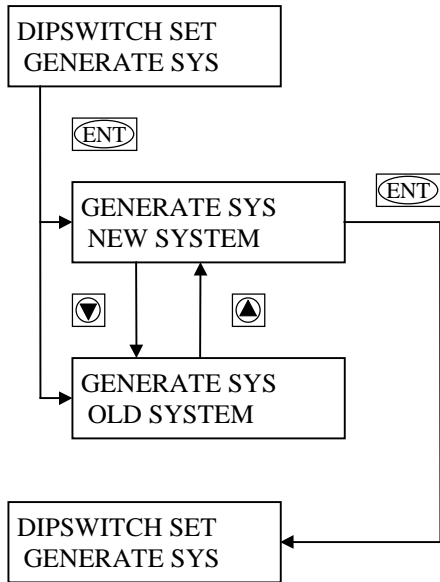 DIPSWITCH SET
GENERATE SYS
ENT
ENT
GENERATE SYS
NEW SYSTEM
GENERATE SYS
OLD SYSTEM
DIPSWITCH SET
GENERATE SYS